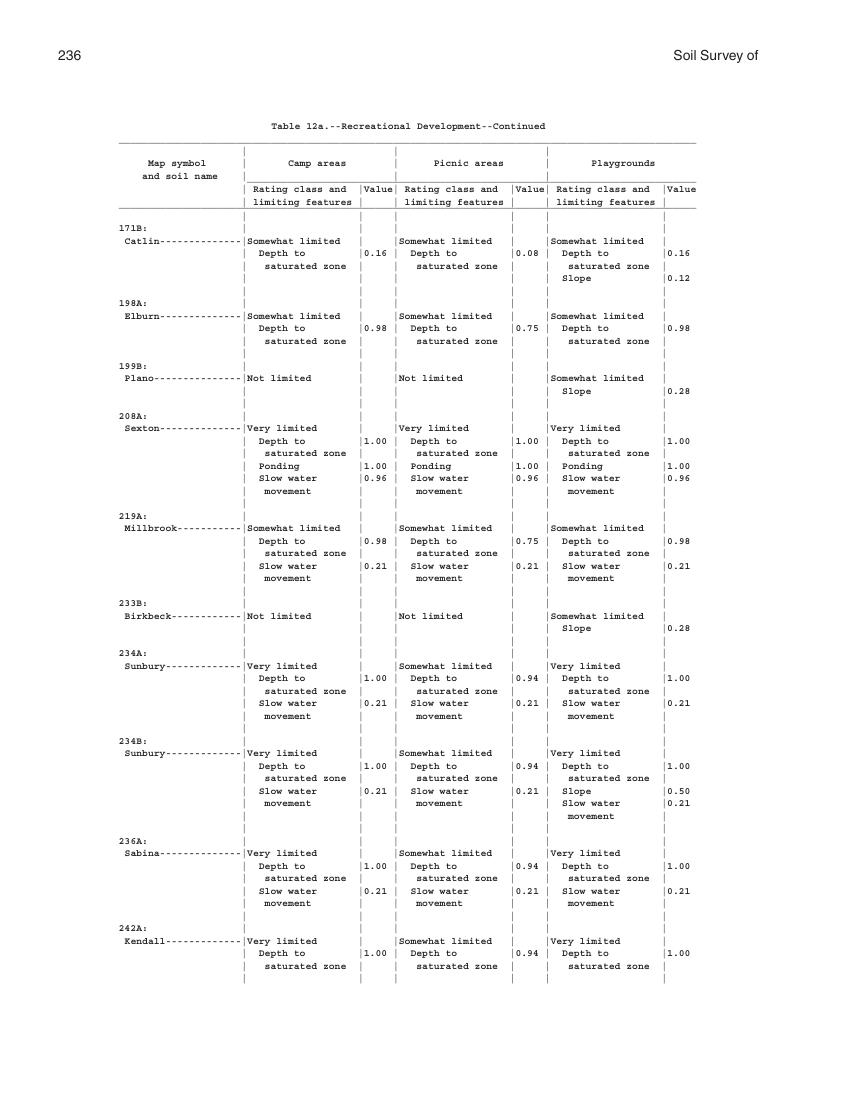 236 Soil Survey of
Table 12a.--Recreational Development--Continued
Map symbol | Camp areas | Picnic areas | Playgrounds
and soil name
Rating class and |Value| Rating class and |Value| Rating class and |Value
limiting features | | limiting features | | limiting features |
171B:
Catlin--------------|Somewhat limited | |Somewhat limited | |Somewhat limited |
Depth to |0.16 | Depth to |0.08 | Depth to |0.16
saturated zone | | saturated zone | | saturated zone |
Slope |0.12
198A:
Elburn--------------|Somewhat limited | |Somewhat limited | |Somewhat limited |
Depth to |0.98 | Depth to |0.75 | Depth to |0.98
saturated zone | | saturated zone | | saturated zone |
199B:
Plano---------------|Not limited | |Not limited | |Somewhat limited |
Slope |0.28
208A:
Sexton--------------|Very limited | |Very limited | |Very limited |
Depth to |1.00 | Depth to |1.00 | Depth to |1.00
saturated zone | | saturated zone | | saturated zone |
Ponding |1.00 | Ponding |1.00 | Ponding |1.00
Slow water |0.96 | Slow water |0.96 | Slow water |0.96
movement | | movement | | movement |
219A:
Millbrook-----------|Somewhat limited | |Somewhat limited | |Somewhat limited |
Depth to |0.98 | Depth to |0.75 | Depth to |0.98
saturated zone | | saturated zone | | saturated zone |
Slow water |0.21 | Slow water |0.21 | Slow water |0.21
movement | | movement | | movement |
233B:
Birkbeck------------|Not limited | |Not limited | |Somewhat limited |
Slope |0.28
234A:
Sunbury-------------|Very limited | |Somewhat limited | |Very limited |
Depth to |1.00 | Depth to |0.94 | Depth to |1.00
saturated zone | | saturated zone | | saturated zone |
Slow water |0.21 | Slow water |0.21 | Slow water |0.21
movement | | movement | | movement |
234B:
Sunbury-------------|Very limited | |Somewhat limited | |Very limited |
Depth to |1.00 | Depth to |0.94 | Depth to |1.00
saturated zone | | saturated zone | | saturated zone |
Slow water |0.21 | Slow water |0.21 | Slope |0.50
movement | | movement | | Slow water |0.21
movement |
236A:
Sabina--------------|Very limited | |Somewhat limited | |Very limited |
Depth to |1.00 | Depth to |0.94 | Depth to |1.00
saturated zone | | saturated zone | | saturated zone |
Slow water |0.21 | Slow water |0.21 | Slow water |0.21
movement | | movement | | movement |
242A:
Kendall-------------|Very limited | |Somewhat limited | |Very limited |
Depth to |1.00 | Depth to |0.94 | Depth to |1.00
saturated zone | | saturated zone | | saturated zone |